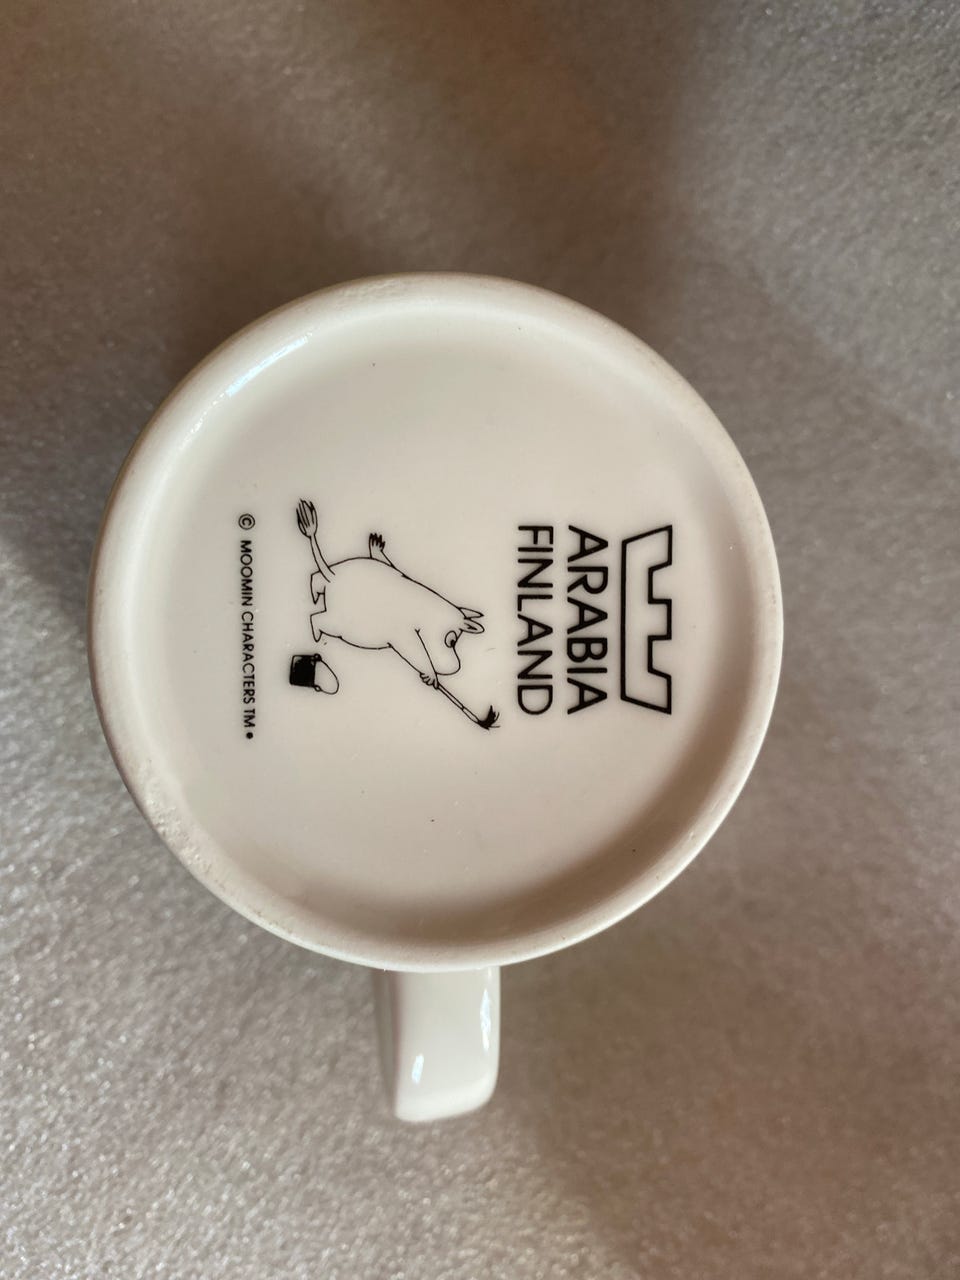 ARABIA
FINLAND
© MOOMIN CHARACTERS TM •